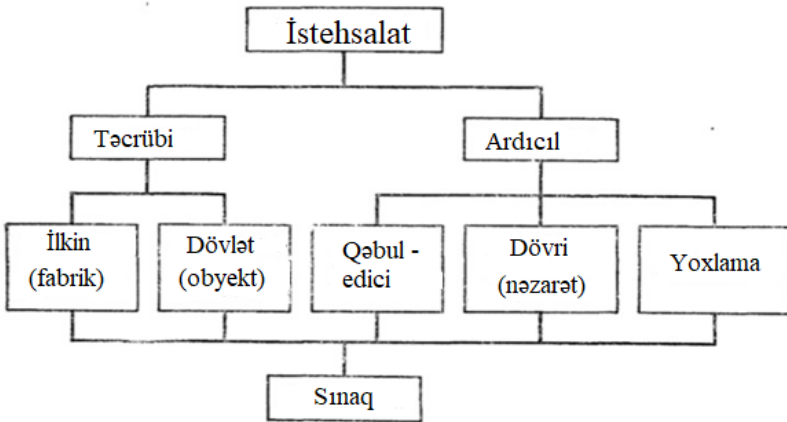 İstehsalat
Təcrübi
Ardıcıl
İlkin
(fabrik)
Dövlət
(obyekt)
Qəbul -
edici
Dövri
(nəzarət)
Yoxlama
Sınaq